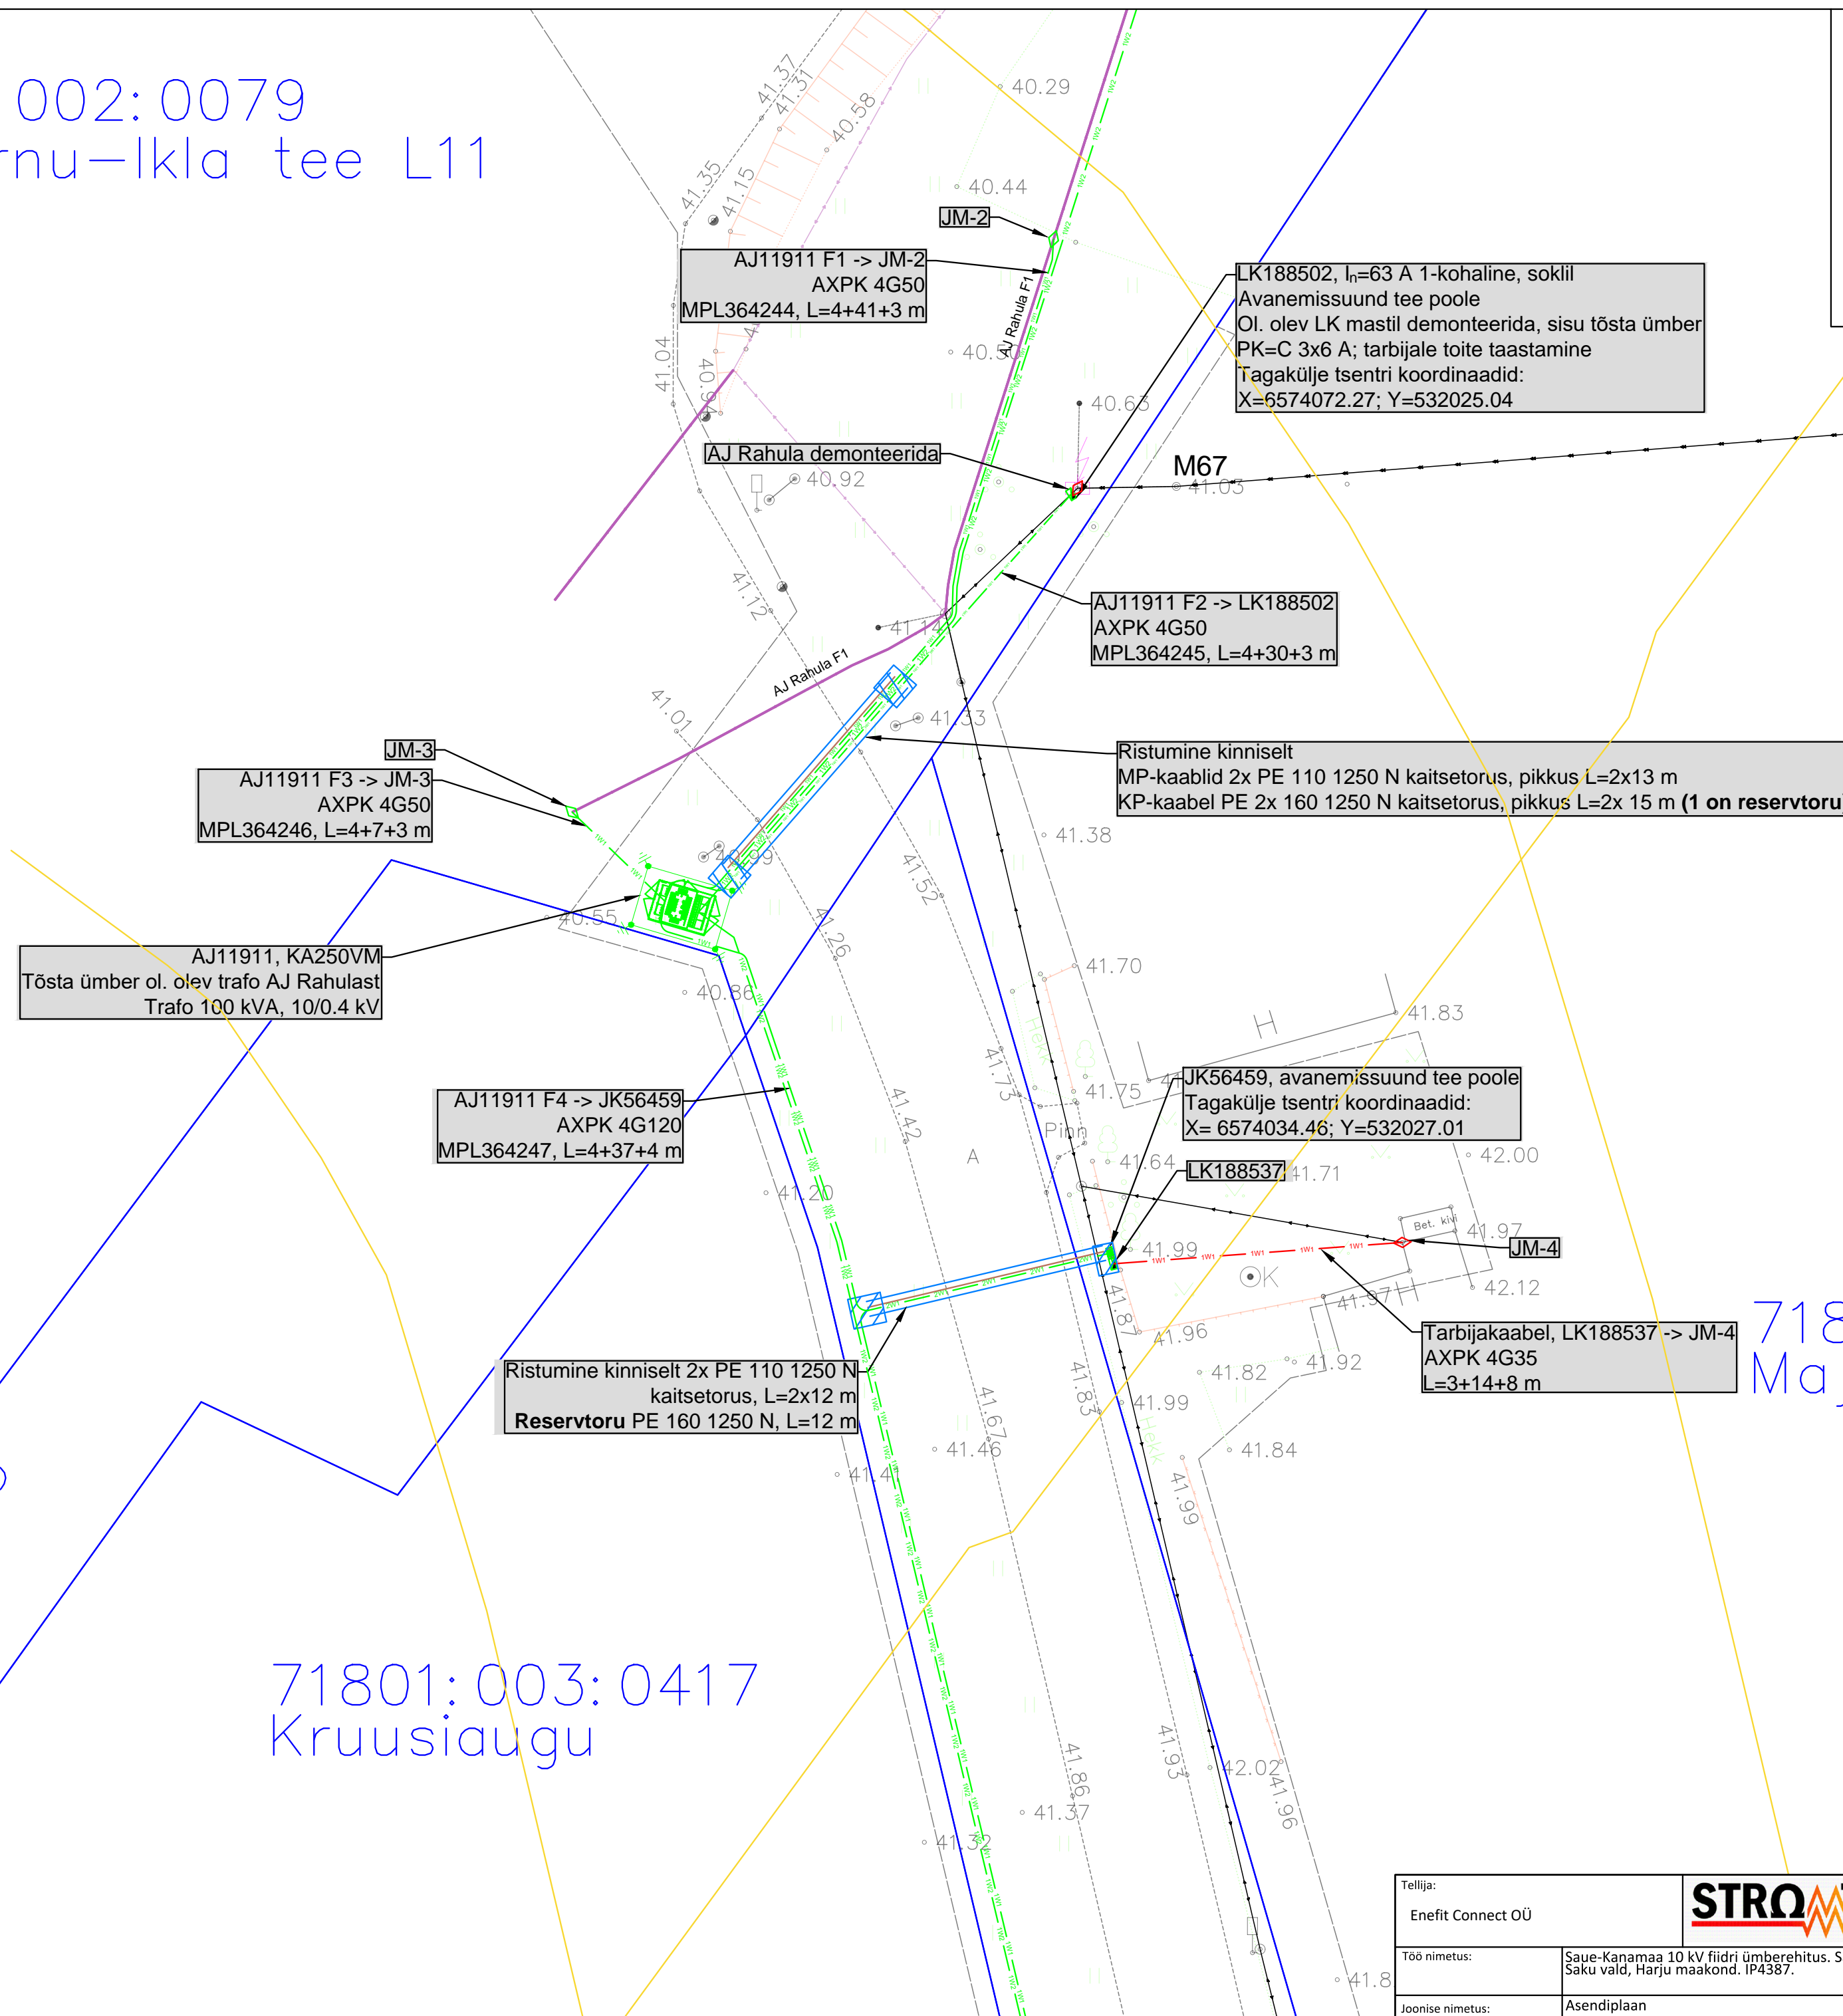 002:0079
rnu-Ikla tee L11
41.37
41.31
40.58
40.29
41.35
41.15
40.44
JM-2
AJ11911 F1 -> JM-2
AXPK 4G50
MPL364244, L=4+41+3 m
AJ Rahula F1
LK188502, In=63 A 1-kohaline, soklil
Avanemissuund tee poole
Ol. olev LK mastil demonteerida, sisu tõsta ümber
PK=C 3x6 A; tarbijale toite taastamine
Tagakülje tsentri koordinaadid:
X=6574072.27; Y=532025.04
41.04
40.94
40.63
AJ Rahula demonteerida
40.92
M67
41.03
41.12
41.14
AJ11911 F2 -> LK188502
AXPK 4G50
MPL364245, L=4+30+3 m
AJ Rahula F1
41.01
41.33
JM-3
AJ11911 F3 -> JM-3
AXPK 4G50
MPL364246, L=4+7+3 m
Ristumine kinniselt
MP-kaablid 2x PE 110 1250 N kaitsetorus, pikkus L=2x13 m
KP-kaabel PE 2x 160 1250 N kaitsetorus, pikkus L=2x 15 m (1 on reservtoru
41.38
41.52
40.55
41.26
AJ11911, KA250VM
Tõsta ümber ol. olev trafo AJ Rahulast
Trafo 100 kVA, 10/0.4 kV
40.86
41.70
41.83
Hekk
H
41.73
41.75
AJ11911 F4 -> JK56459
AXPK 4G120
MPL364247, L=4+37+4 m
41.42
A
Pinn
JK56459, avanemissuund tee poole
Tagakülje tsentri koordinaadid:
X= 6574034.46; Y=532027.01
41.64
LK188537
41.71
42.00
41.20
Bet. kivi
41.97
41.99
JM-4
K
42.12
41.97
H
41.87
41.96
Tarbijakaabel, LK188537 -> JM-4
AXPK 4G35
L=3+14+8 m
718
Ma
Ristumine kinniselt 2x PE 110 1250 N
kaitsetorus, L=2x12 m
Reservtoru PE 160 1250 N, L=12 m
41.82
41.92
41.83
41.99
41.67
41.46
Hekk
41.84
41.99
71801:003:0417
Kruusiaugu
41.93
42.02
41.96
41.86
41.37
41.32
41.8
Tellija:
Enefit Connect OÜ
Töö nimetus:
Saue-Kanamaa 10 kV fiidri ümberehitus. S
Saku vald, Harju maakond. IP4387.
Joonise nimetus:
Asendiplaan